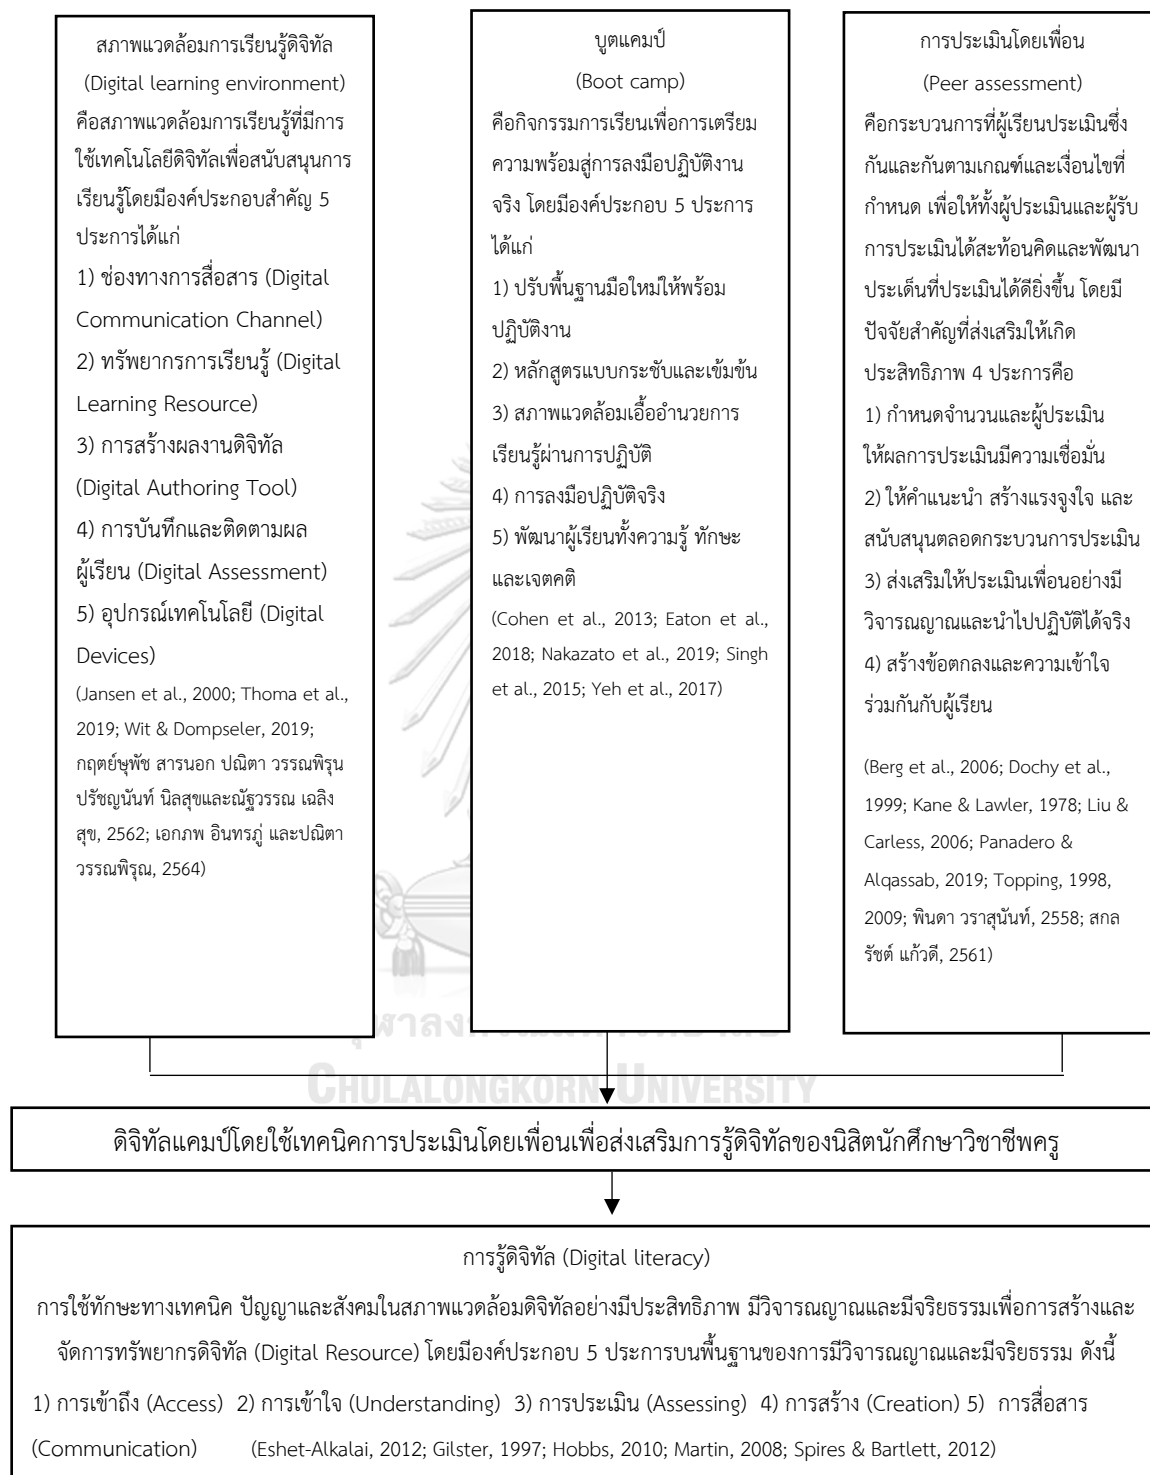 สภาพแวดล้อมการเรียนรู้ดิจิทัล
(Digital learning environment)
คือสภาพแวดล้อมการเรียนรู้ที่มีการ
ใช้เทคโนโลยีดิจิทัลเพื่อสนับสนุนการ
เรียนรู้โดยมีองค์ประกอบสำคัญ 5
ประการได้แก่
1) ช่องทางการสื่อสาร (Digital
Communication Channel)
2) ทรัพยากรการเรียนรู้ (Digital
Learning Resource)
3) การสร้างผลงานดิจิทัล
(Digital Authoring Tool)
4) การบันทึกและติดตามผล
ผู้เรียน (Digital Assessment)
5) อุปกรณ์เทคโนโลยี (Digital
Devices)
(Jansen et al., 2000; Thoma et al.,
2019; Wit & Dompseler, 2019;
กฤตย์ษุพัช สารนอก ปณิตา วรรณพิรุน
ปรัชญนันท์ นิลสุขและณัฐวรรณ เฉลิง
สุข, 2562; เอกภพ อินทรภู่ และปณิตา
วรรณพิรุณ, 2564)
บูตแคมป์
(Boot camp)
คือกิจกรรมการเรียนเพื่อการเตรียม
ความพร้อมสู่การลงมือปฏิบัติงาน
จริง โดยมีองค์ประกอบ 5 ประการ
ได้แก่
1) ปรับพื้นฐานมือใหม่ให้พร้อม
ปฏิบัติงาน
2) หลักสูตรแบบกระชับและเข้มข้น
3) สภาพแวดล้อมเอื้ออำนวยการ
เรียนรู้ผ่านการปฏิบัติ
4) การลงมือปฏิบัติจริง
5) พัฒนาผู้เรียนทั้งความรู้ ทักษะ
และเจตคติ
(Cohen et al., 2013; Eaton et al.,
2018; Nakazato et al., 2019; Singh
et al., 2015; Yeh et al., 2017)
การประเมินโดยเพื่อน
(Peer assessment)
คือกระบวนการที่ผู้เรียนประเมินซึ่ง
กันและกันตามเกณฑ์และเงื่อนไขที่
กำหนด เพื่อให้ทั้งผู้ประเมินและผู้รับ
การประเมินได้สะท้อนคิดและพัฒนา
ประเด็นที่ประเมินได้ดียิ่งขึ้น โดยมี
ปัจจัยสำคัญที่ส่งเสริมให้เกิด
ประสิทธิภาพ 4 ประการคือ
1) กำหนดจำนวนและผู้ประเมิน
ให้ผลการประเมินมีความเชื่อมั่น
2) ให้คำแนะนำ สร้างแรงจูงใจ และ
สนับสนุนตลอดกระบวนการประเมิน
3) ส่งเสริมให้ประเมินเพื่อนอย่างมี
วิจารณญาณและนำไปปฏิบัติได้จริง
4) สร้างข้อตกลงและความเข้าใจ
ร่วมกันกับผู้เรียน
(Berg et al., 2006; Dochy et al.,
1999; Kane & Lawler, 1978; Liu &
Carless, 2006; Panadero &
Alqassab, 2019; Topping, 1998,
2009; พินดา วราสุนันท์, 2558; สกล
รัชต์ แก้วดี, 2561)
CHULALONGKORN UNIVERSITY
ดิจิทัลแคมป์โดยใช้เทคนิคการประเมินโดยเพื่อนเพื่อส่งเสริมการรู้ดิจิทัลของนิสิตนักศึกษาวิชาชีพครู
การรู้ดิจิทัล (Digital literacy)
การใช้ทักษะทางเทคนิค ปัญญาและสังคมในสภาพแวดล้อมดิจิทัลอย่างมีประสิทธิภาพ มีวิจารณญาณและมีจริยธรรมเพื่อการสร้างและ
จัดการทรัพยากรดิจิทัล (Digital Resource) โดยมีองค์ประกอบ 5 ประการบนพื้นฐานของการมีวิจารณญาณและมีจริยธรรม ดังนี้
1) การเข้าถึง (Access) 2) การเข้าใจ (Understanding) 3) การประเมิน (Assessing) 4) การสร้าง (Creation) 5) การสื่อสาร
(Communication) (Eshet-Alkalai, 2012; Gilster, 1997; Hobbs, 2010; Martin, 2008; Spires & Bartlett, 2012)